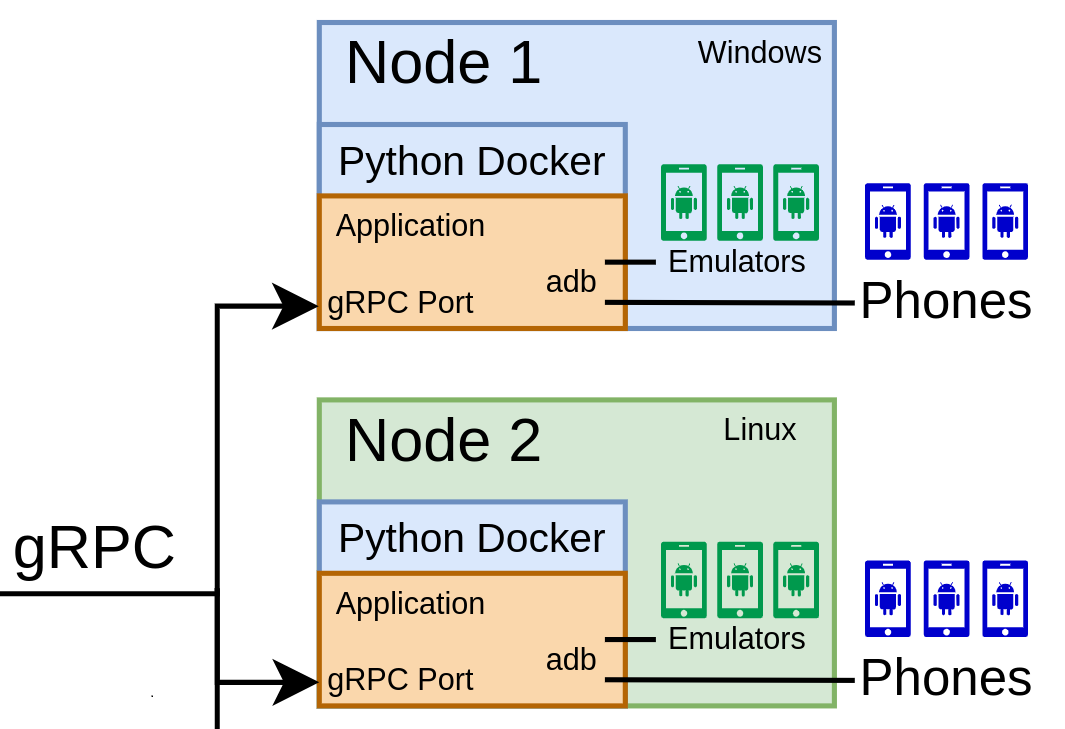 Node 1
Windows
Python Docker
Application
adb
gRPC Port
Emulators
Phones
gRPC
Node 2
Linux
Python Docker
Application
adb
gRPC Port
Emulators
Phones
.